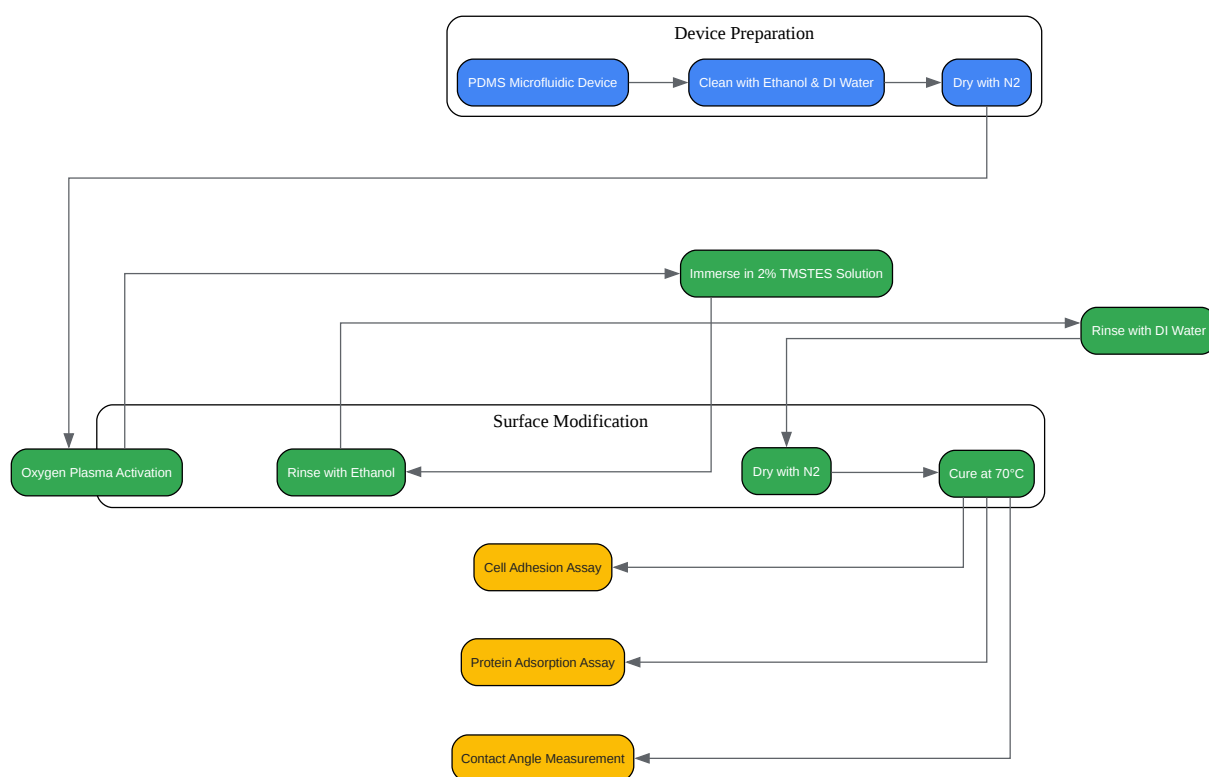 Device Preparation
PDMS Microfluidic Device
Clean with Ethanol & DI Water
Dry with N2
Immerse in 2% TMSTES Solution
Rinse with DI Water
Surface Modification
Oxygen Plasma Activation
Rinse with Ethanol
Dry with N2
Cure at 70°C
Cell Adhesion Assay
Protein Adsorption Assay
Contact Angle Measurement